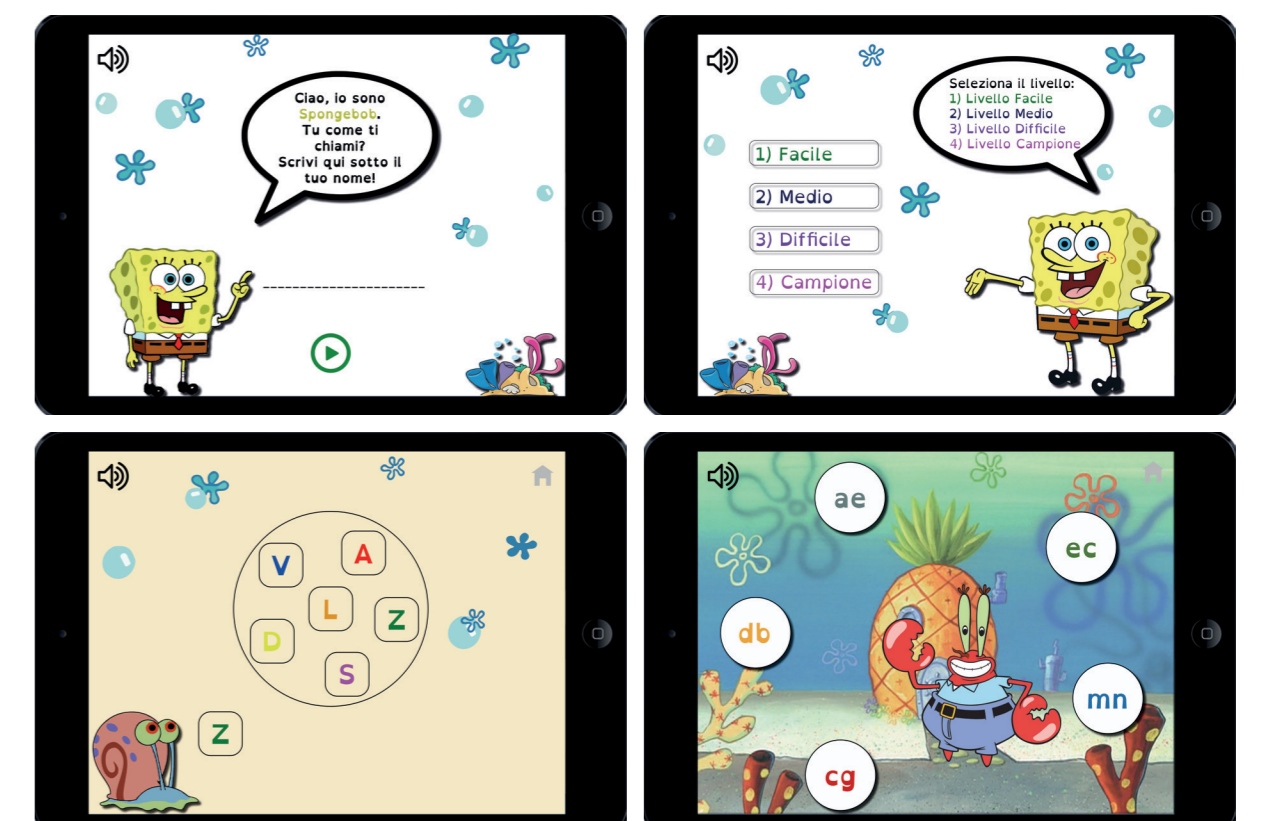 Ciao, io sono
Spongebob.
Tu come ti
chiami?
Scrivi qui sotto il
tuo nome!
Seleziona il livello:
1) Livello Facile
2) Livello Medio
3) Livello Difficile
4) Livello Campione
1) Facile
2) Medio
3) Difficile
4) Campione
V
A
L
Z
D
S
Z
ae
ec
db
mn
cg